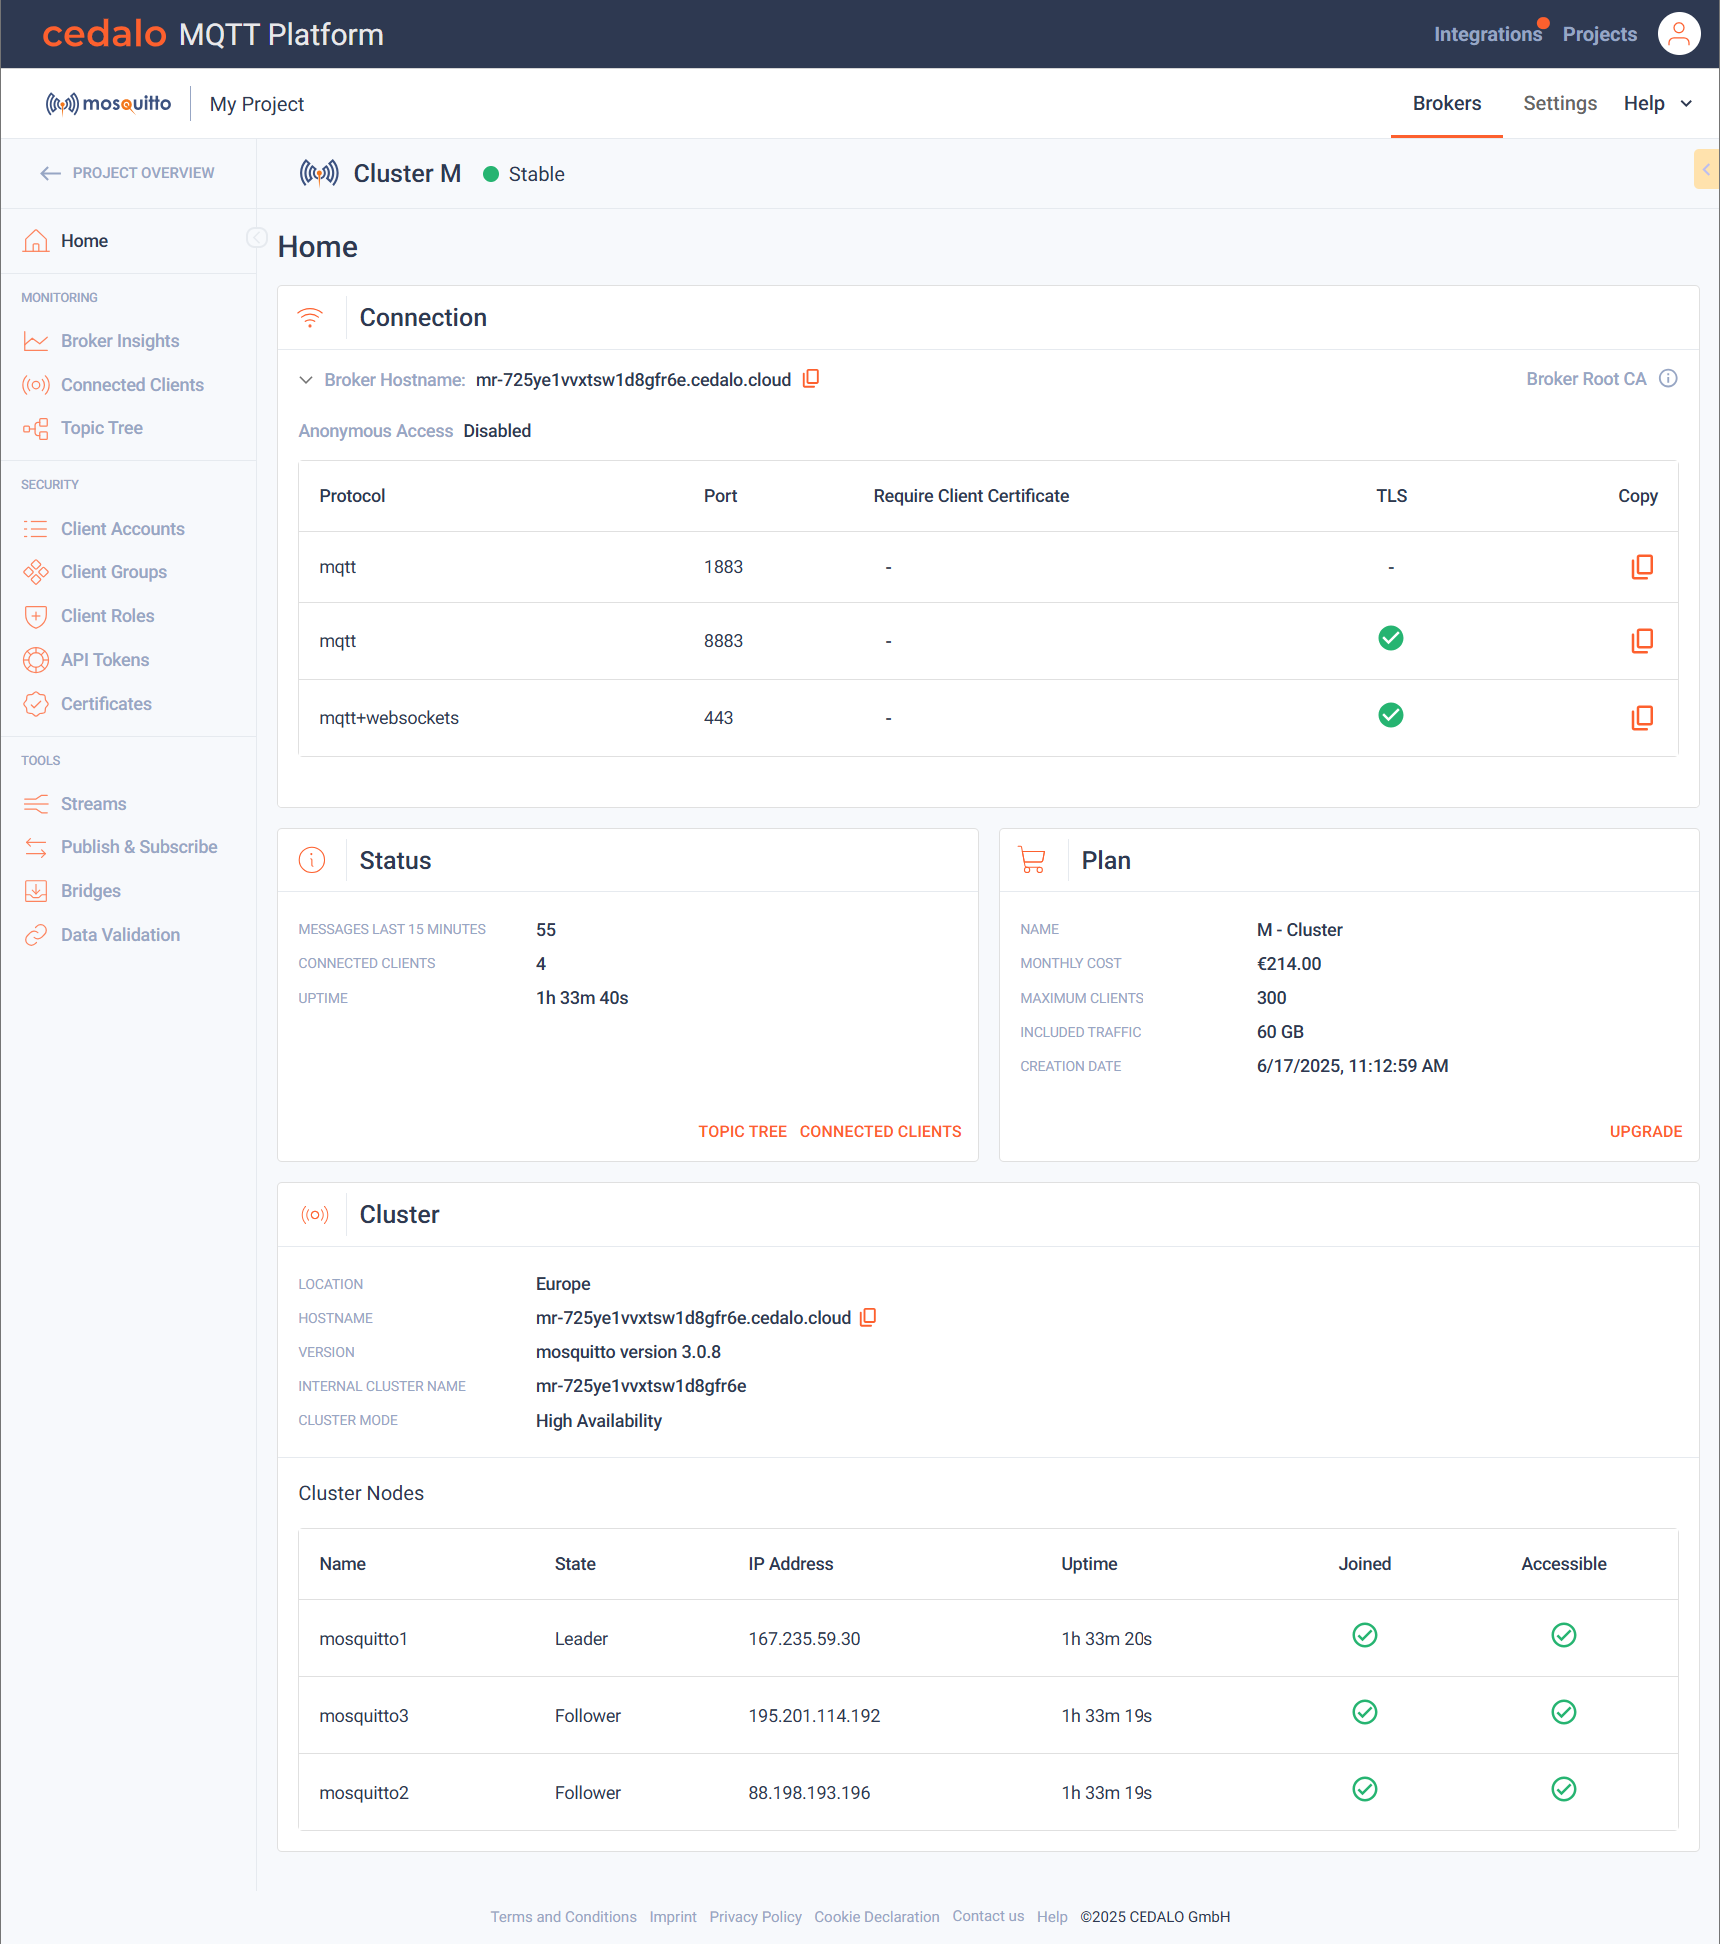 cedalo MQTT Platform
Integrations Projects
mosquitto My Project
Brokers Settings Help
PROJECT OVERVIEW
Cluster M Stable
Home
MONITORING
Broker Insights
Connected Clients
Topic Tree
SECURITY
Client Accounts
Client Groups
Client Roles
API Tokens
Certificates
TOOLS
Streams
Publish & Subscribe
Bridges
Data Validation
Home
Connection
Broker Hostname: mr-725ye1vvxtsw1d8gfr6e.cedalo.cloud
Broker Root CA
Anonymous Access Disabled
Protocol Port Require Client Certificate TLS Copy
mqtt 1883 - -
mqtt 8883 -
mqtt+websockets 443 -
Status
MESSAGES LAST 15 MINUTES 55
CONNECTED CLIENTS 4
UPTIME 1h 33m 40s
TOPIC TREE CONNECTED CLIENTS
Plan
NAME M - Cluster
MONTHLY COST €214.00
MAXIMUM CLIENTS 300
INCLUDED TRAFFIC 60 GB
CREATION DATE 6/17/2025, 11:12:59 AM
UPGRADE
Cluster
LOCATION Europe
HOSTNAME mr-725ye1vvxtsw1d8gfr6e.cedalo.cloud
VERSION mosquitto version 3.0.8
INTERNAL CLUSTER NAME mr-725ye1vvxtsw1d8gfr6e
CLUSTER MODE High Availability
Cluster Nodes
Name State IP Address Uptime Joined Accessible
mosquitto1 Leader 167.235.59.30 1h 33m 20s
mosquitto3 Follower 195.201.114.192 1h 33m 19s
mosquitto2 Follower 88.198.193.196 1h 33m 19s
Terms and Conditions Imprint Privacy Policy Cookie Declaration Contact us Help ©2025 CEDALO GmbH